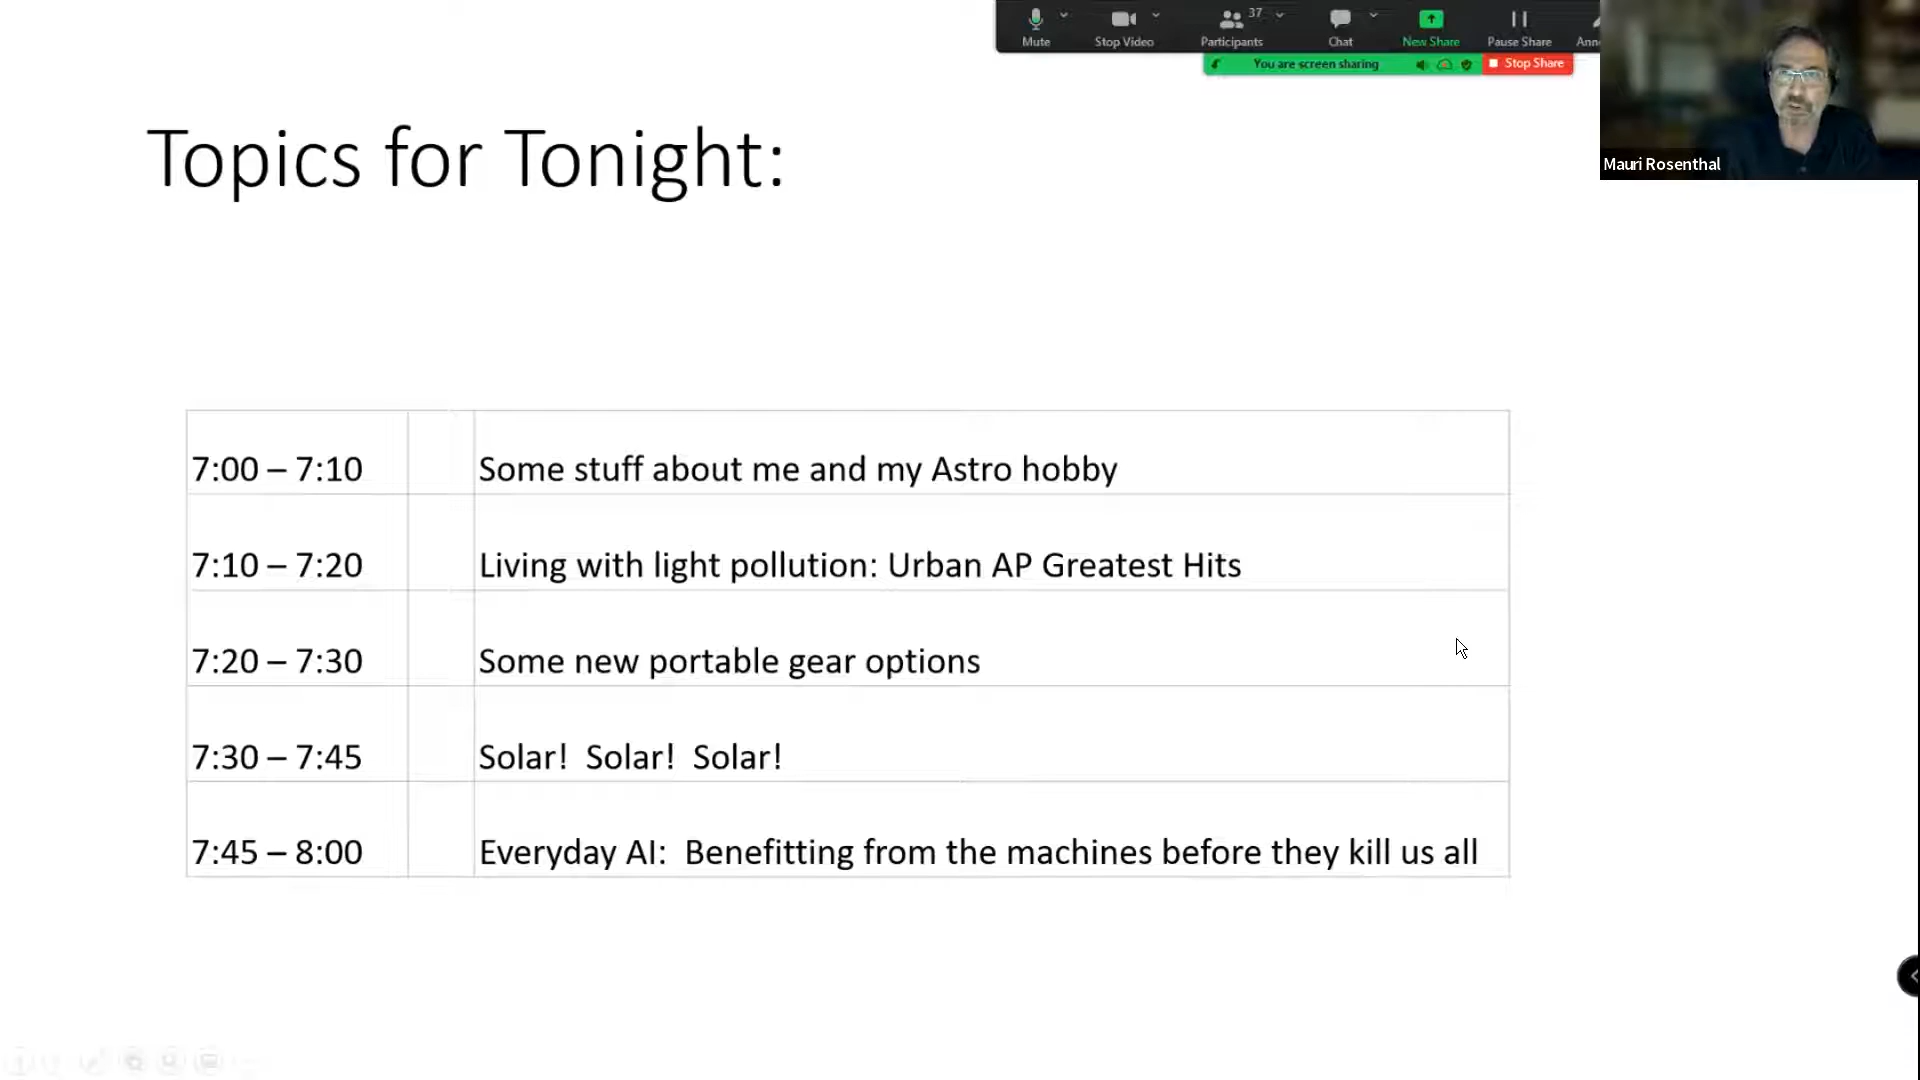 37
Mute
Stop Video
Participants
Chat
New Share
Pause Share
Ann
You are screen sharing
Stop Share
Mauri Rosenthal
Topics for Tonight:
7:00 – 7:10 Some stuff about me and my Astro hobby
7:10 – 7:20 Living with light pollution: Urban AP Greatest Hits
7:20 – 7:30 Some new portable gear options
7:30 – 7:45 Solar!  Solar!  Solar!
7:45 – 8:00 Everyday AI:  Benefitting from the machines before they kill us all